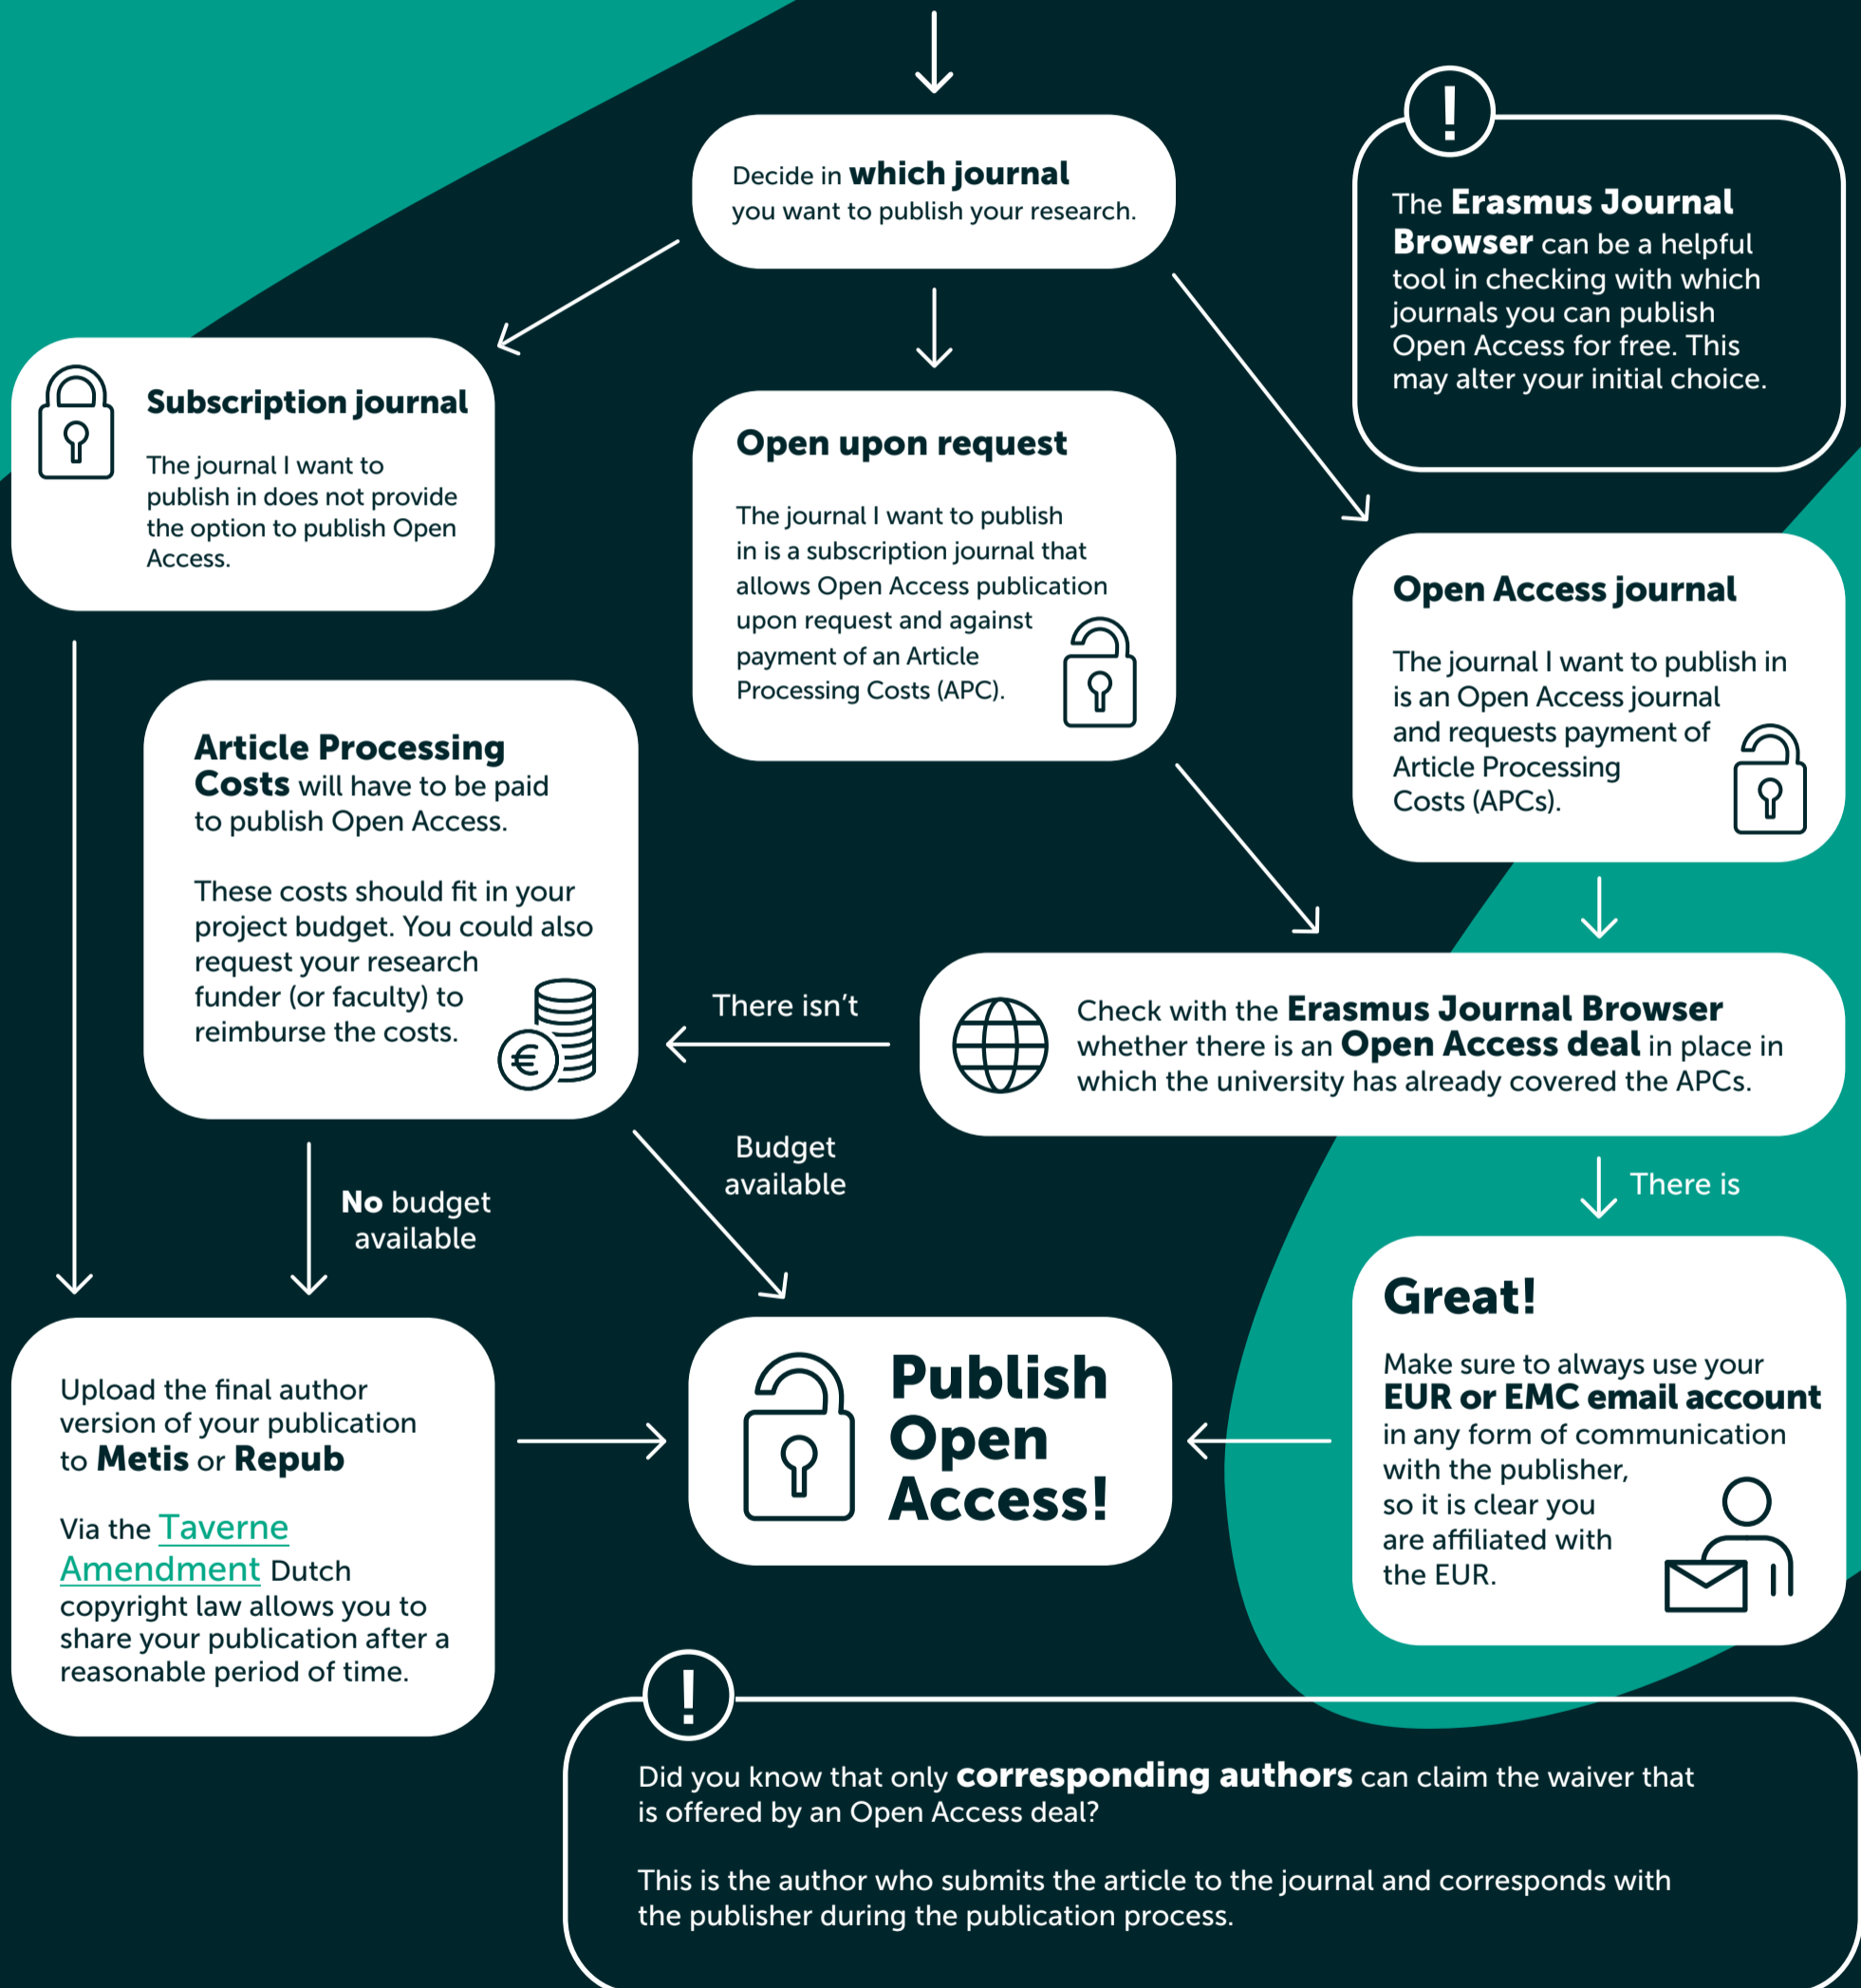 Decide in which journal
you want to publish your research.
!
The Erasmus Journal
Browser can be a helpful
tool in checking with which
journals you can publish
Open Access for free. This
may alter your initial choice.
Subscription journal
The journal I want to
publish in does not provide
the option to publish Open
Access.
Open upon request
The journal I want to publish
in is a subscription journal that
allows Open Access publication
upon request and against
payment of an Article
Processing Costs (APC).
Open Access journal
The journal I want to publish in
is an Open Access journal
and requests payment of
Article Processing
Costs (APCs).
Article Processing
Costs will have to be paid
to publish Open Access.
These costs should fit in your
project budget. You could also
request your research
funder (or faculty) to
reimburse the costs.
€
There isn't
Check with the Erasmus Journal Browser
whether there is an Open Access deal in place in
which the university has already covered the APCs.
No budget
available
Budget
available
There is
Great!
Make sure to always use your
EUR or EMC email account
in any form of communication
with the publisher,
so it is clear you
are affiliated with
the EUR.
Upload the final author
version of your publication
to Metis or Repub
Via the Taverne
Amendment Dutch
copyright law allows you to
share your publication after a
reasonable period of time.
Publish
Open
Access!
!
Did you know that only corresponding authors can claim the waiver that
is offered by an Open Access deal?
This is the author who submits the article to the journal and corresponds with
the publisher during the publication process.